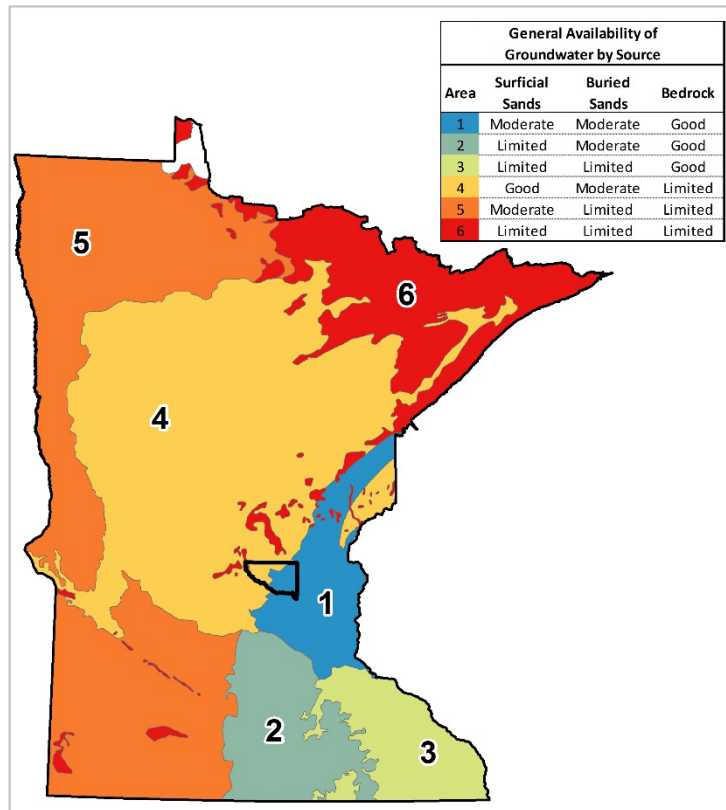 General Availability of
Groundwater by Source
Area Surficial Sands Buried Sands Bedrock
1 Moderate Moderate Good
2 Limited Moderate Good
3 Limited Limited Good
4 Good Moderate Limited
5 Moderate Limited Limited
6 Limited Limited Limited
5
6
4
1
2
3